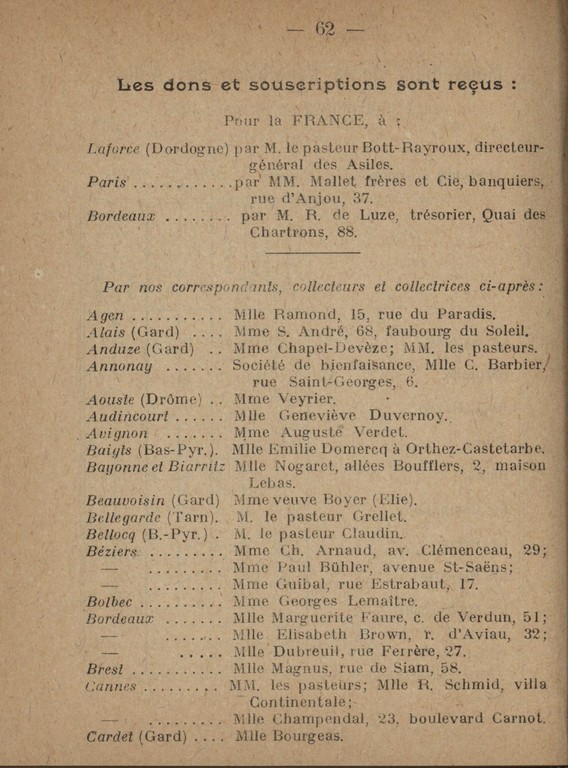 — 62 —
Les dons et souscriptions sont reçus :
Pour la FRANCE, à :
Laforce (Dordogne) par M. le pasteur Bott-Rayroux, directeur-
général des Asiles.
Paris ............par MM. Mallet frères et Cie, banquiers,
rue d'Anjou, 37.
Bordeaux ........ par M. R. de Luze, trésorier, Quai des
Chartrons, 88.
Par nos correspondants, collecteurs et collectrices ci-après :
Agen ........... Mlle Ramond, 15, rue du Paradis.
Alais (Gard) .... Mme S. André, 68, faubourg du Soleil.
Anduze (Gard) .. Mme Chapel-Devèze; MM. les pasteurs.
Annonay ....... Société de bienfaisance, Mlle C. Barbier,
rue Saint-Georges, 6.
Aouste (Drôme) .. Mme Veyrier.
Audincourt ...... Mlle Geneviève Duvernoy.
Avignon ....... Mme Auguste Verdet.
Baigts (Bas-Pyr.). Mlle Emilie Domercq à Orthez-Castetarbe.
Bayonne et Biarritz Mlle Nogaret, allées Boufflers, 2, maison
Lebas.
Beauvoisin (Gard) Mme veuve Boyer (Elie).
Bellegarde (Tarn). M. le pasteur Grellet.
Bellocq (B.-Pyr.) . M. le pasteur Claudin.
Béziers ......... Mme Ch. Arnaud, av. Clémenceau, 29;
— ......... Mme Paul Bühler, avenue St-Saëns;
— ......... Mme Guibal, rue Estrabaut, 17.
Bolbec .......... Mme Georges Lemaître.
Bordeaux ....... Mlle Marguerite Faure, c. de Verdun, 51;
— ....... Mlle Elisabeth Brown, r. d'Aviau, 32;
— ..... Mlle Dubreuil, rue Ferrère, 27.
Brest ........... Mlle Magnus, rue de Siam, 58.
Cannes ......... MM. les pasteurs; Mlle R. Schmid, villa
Continentale;
— ......... Mlle Champendal, 23, boulevard Carnot.
Cardet (Gard) .... Mlle Bourgeas.